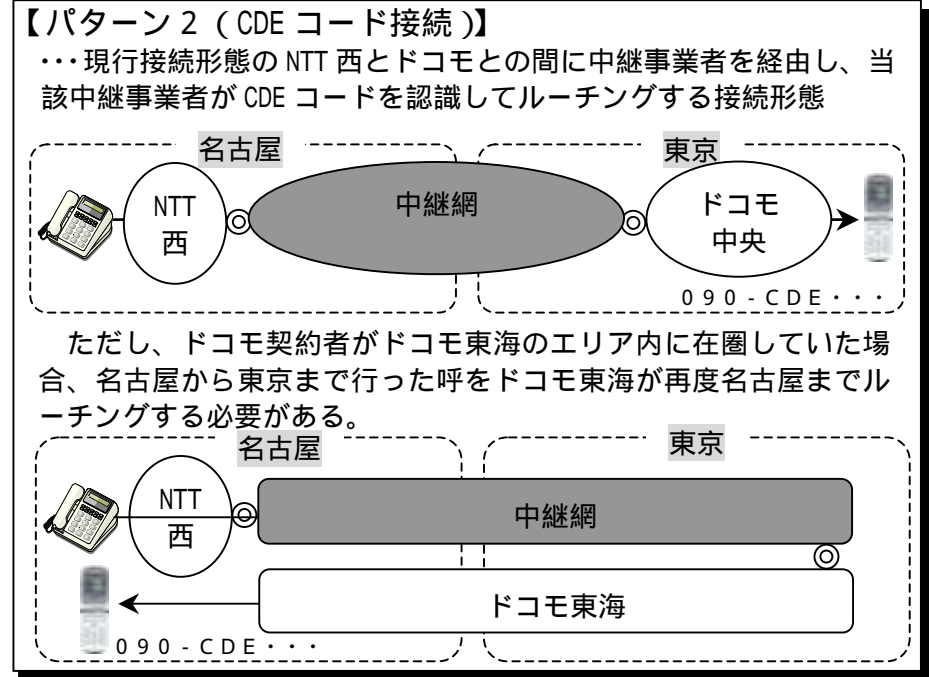 【パターン2（CDEコード接続）】
･･･現行接続形態のNTT西とドコモとの間に中継事業者を経由し、当
該中継事業者がCDEコードを認識してルーチングする接続形態
名古屋
東京
NTT
西
中継網
ドコモ
中央
090-CDE・・・
ただし、ドコモ契約者がドコモ東海のエリア内に在圏していた場
合、名古屋から東京まで行った呼をドコモ東海が再度名古屋までル
ーチングする必要がある。
名古屋
東京
NTT
西
中継網
ドコモ東海
090-CDE・・・